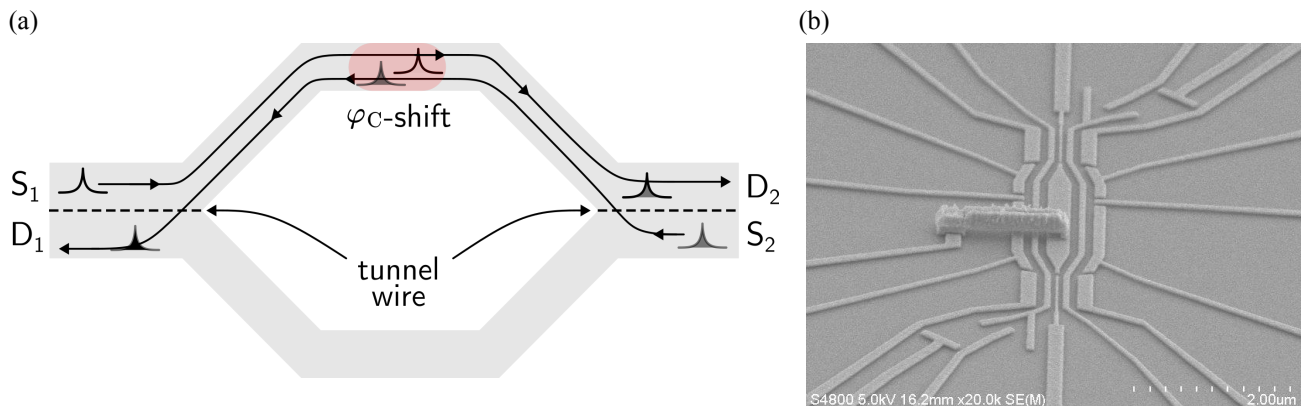 (a)
(b)
φC-shift
S1
D2
D1
S2
tunnel
wire
S4800 5.0kV 16.2mm x20.0k SE(M)
2.00um